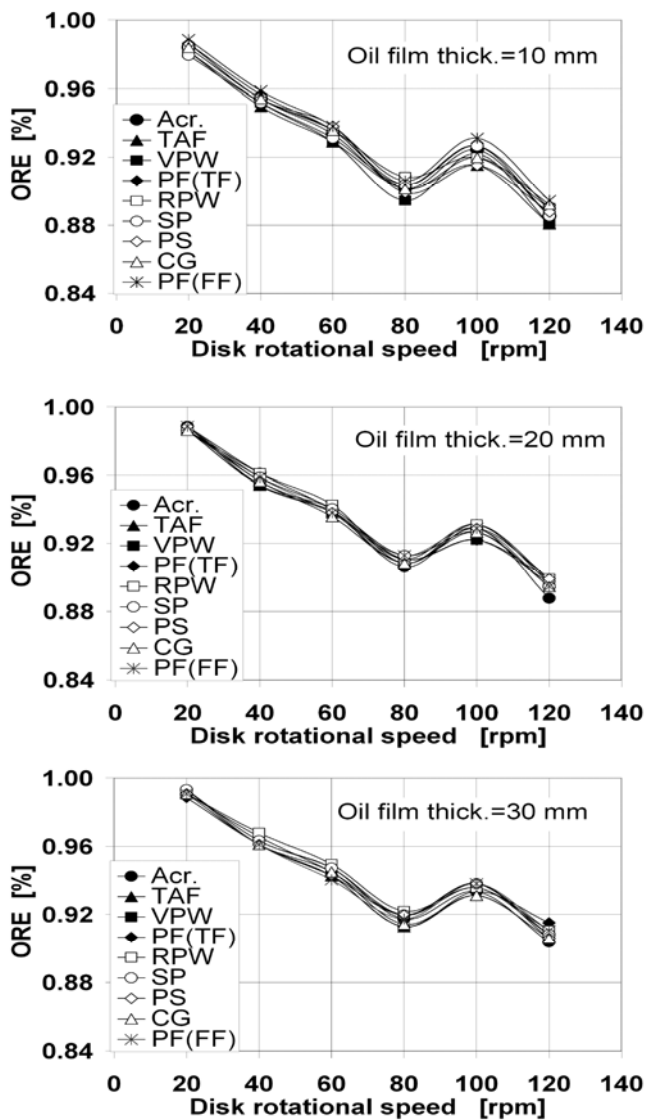 1.00
Oil film thick.=10 mm
0.96
Acr.
TAF
0.92
VPW
PF(TF)
RPW
0.88
SP
PS
CG
0.84
PF(FF)
ORE [%]
0 20 40 60 80 100 120 140
Disk rotational speed [rpm]
1.00
Oil film thick.=20 mm
0.96
Acr.
TAF
0.92
VPW
PF(TF)
RPW
0.88
SP
PS
CG
0.84
PF(FF)
ORE [%]
0 20 40 60 80 100 120 140
Disk rotational speed [rpm]
1.00
Oil film thick.=30 mm
0.96
Acr.
TAF
0.92
VPW
PF(TF)
RPW
0.88
SP
PS
CG
0.84
PF(FF)
ORE [%]
0 20 40 60 80 100 120 140
Disk rotational speed [rpm]